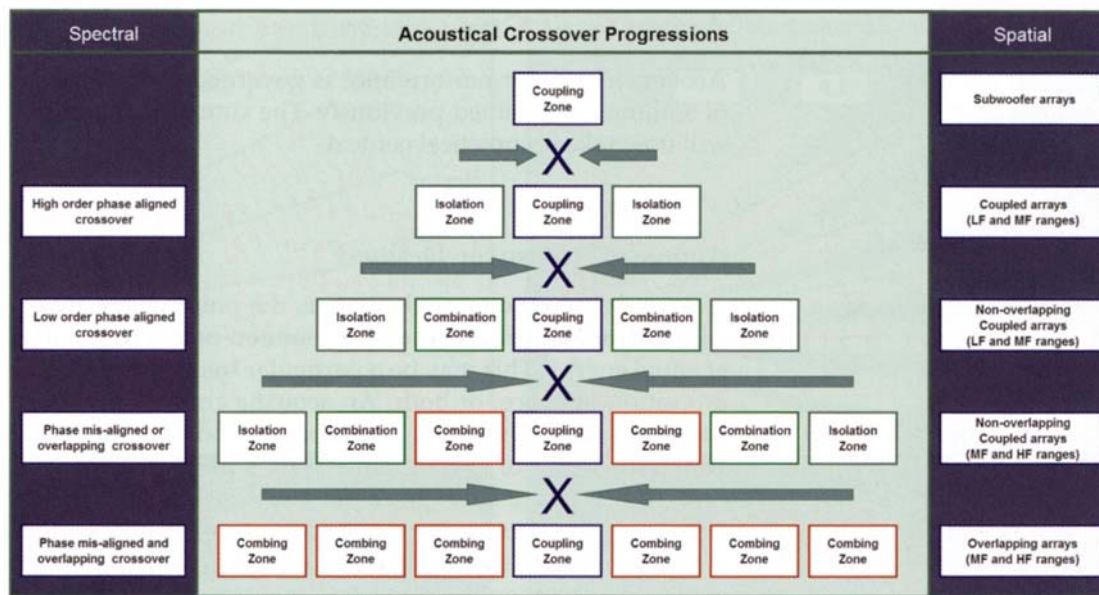 Spectral
Acoustical Crossover Progressions
Spatial
Coupling
Zone
Subwoofer arrays
X
High order phase aligned
crossover
Isolation
Zone
Coupling
Zone
Isolation
Zone
Coupled arrays
(LF and MF ranges)
X
Low order phase aligned
crossover
Isolation
Zone
Combination
Zone
Coupling
Zone
Combination
Zone
Isolation
Zone
Non-overlapping
Coupled arrays
(LF and MF ranges)
X
Phase mis-aligned or
overlapping crossover
Isolation
Zone
Combination
Zone
Combing
Zone
Coupling
Zone
Combing
Zone
Combination
Zone
Isolation
Zone
Non-overlapping
Coupled arrays
(MF and HF ranges)
X
Phase mis-aligned and
overlapping crossover
Combing
Zone
Combing
Zone
Combing
Zone
Coupling
Zone
Combing
Zone
Combing
Zone
Combing
Zone
Overlapping arrays
(MF and HF ranges)